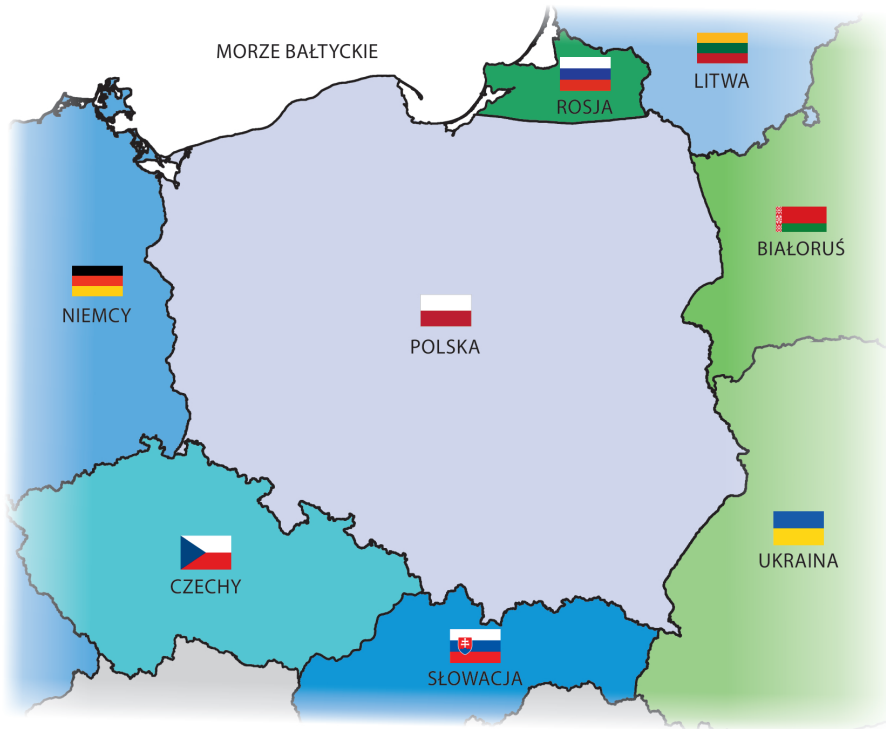 MORZE BAŁTYCKIE
LITWA
ROSJA
BIAŁORUŚ
NIEMCY
POLSKA
UKRAINA
CZECHY
SŁOWACJA